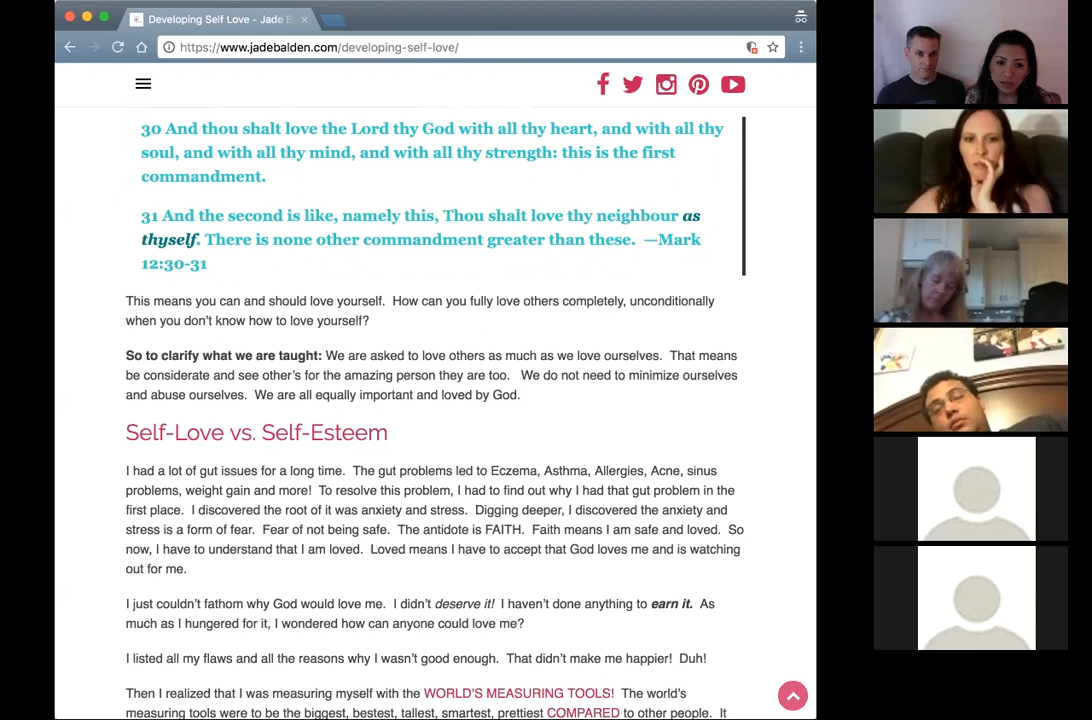 Developing Self Love - Jade B
https://www.jadebalden.com/developing-self-love/
30 And thou shalt love the Lord thy God with all thy heart, and with all thy
soul, and with all thy mind, and with all thy strength: this is the first
commandment.
31 And the second is like, namely this, Thou shalt love thy neighbour as
thyself. There is none other commandment greater than these.  —Mark
12:30-31
This means you can and should love yourself.  How can you fully love others completely, unconditionally
when you don't know how to love yourself?
So to clarify what we are taught: We are asked to love others as much as we love ourselves.  That means
be considerate and see other's for the amazing person they are too.   We do not need to minimize ourselves
and abuse ourselves.  We are all equally important and loved by God.
Self-Love vs. Self-Esteem
I had a lot of gut issues for a long time.  The gut problems led to Eczema, Asthma, Allergies, Acne, sinus
problems, weight gain and more!  To resolve this problem, I had to find out why I had that gut problem in the
first place.  I discovered the root of it was anxiety and stress.  Digging deeper, I discovered the anxiety and
stress is a form of fear.  Fear of not being safe.  The antidote is FAITH.  Faith means I am safe and loved.  So
now, I have to understand that I am loved.  Loved means I have to accept that God loves me and is watching
out for me.
I just couldn't fathom why God would love me.  I didn't deserve it!  I haven't done anything to earn it.  As
much as I hungered for it, I wondered how can anyone could love me?
I listed all my flaws and all the reasons why I wasn't good enough.  That didn't make me happier!  Duh!
Then I realized that I was measuring myself with the WORLD'S MEASURING TOOLS!  The world's
measuring tools were to be the biggest, bestest, tallest, smartest, prettiest COMPARED to other people.  It